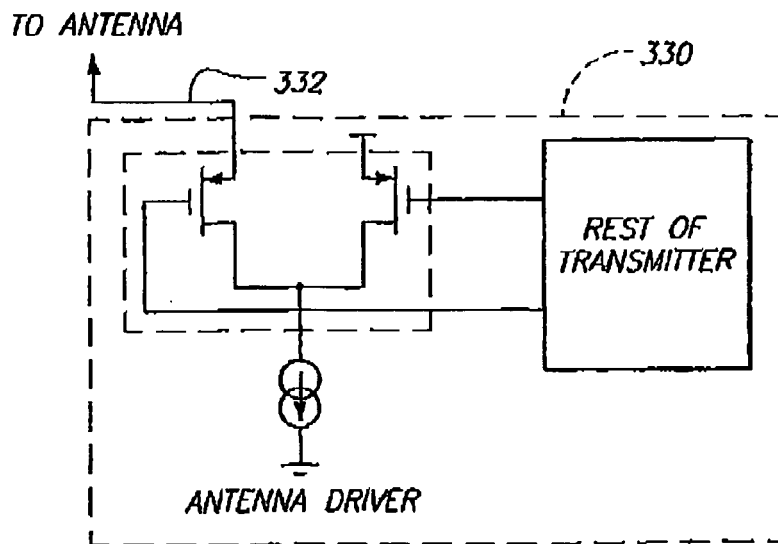 TO ANTENNA
332
330
REST OF
TRANSMITTER
ANTENNA DRIVER